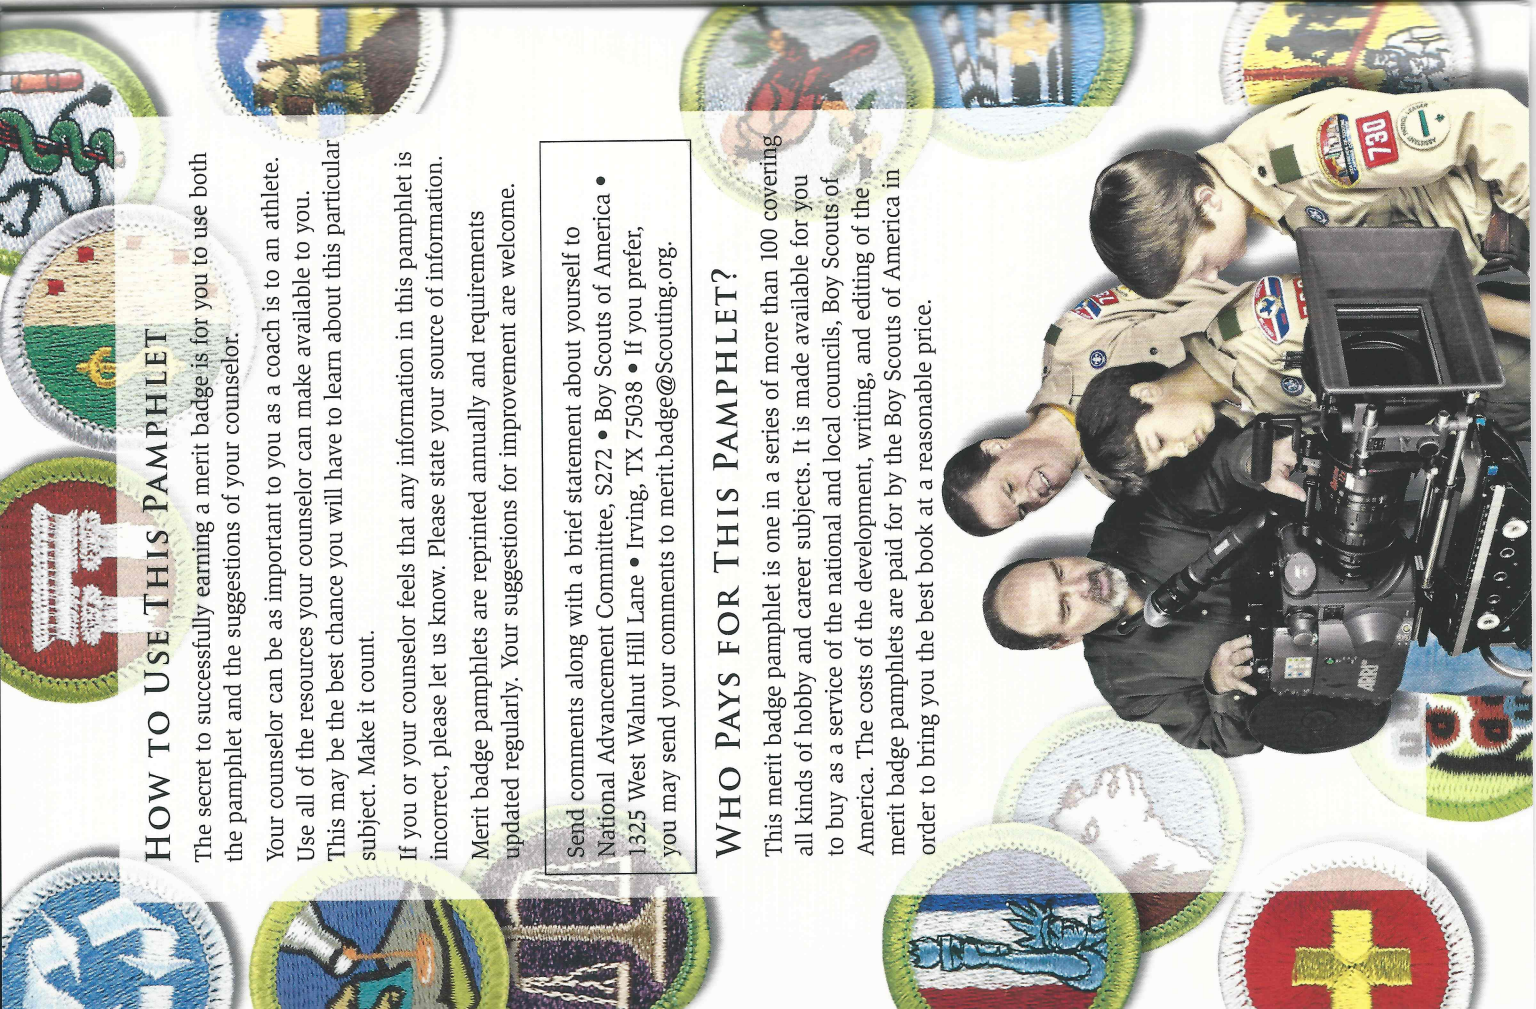 HOW TO USE THIS PAMPHLET
The secret to successfully earning a merit badge is for you to use both
the pamphlet and the suggestions of your counselor.
Your counselor can be as important to you as a coach is to an athlete.
Use all of the resources your counselor can make available to you.
This may be the best chance you will have to learn about this particular
subject. Make it count.
If you or your counselor feels that any information in this pamphlet is
incorrect, please let us know. Please state your source of information.
Merit badge pamphlets are reprinted annually and requirements
updated regularly. Your suggestions for improvement are welcome.
Send comments along with a brief statement about yourself to
National Advancement Committee, S272 • Boy Scouts of America •
1325 West Walnut Hill Lane • Irving, TX 75038 • If you prefer,
you may send your comments to merit.badge@Scouting.org.
WHO PAYS FOR THIS PAMPHLET?
This merit badge pamphlet is one in a series of more than 100 covering
all kinds of hobby and career subjects. It is made available for you
to buy as a service of the national and local councils, Boy Scouts of
America. The costs of the development, writing, and editing of the
merit badge pamphlets are paid for by the Boy Scouts of America in
order to bring you the best book at a reasonable price.
730
ARRI